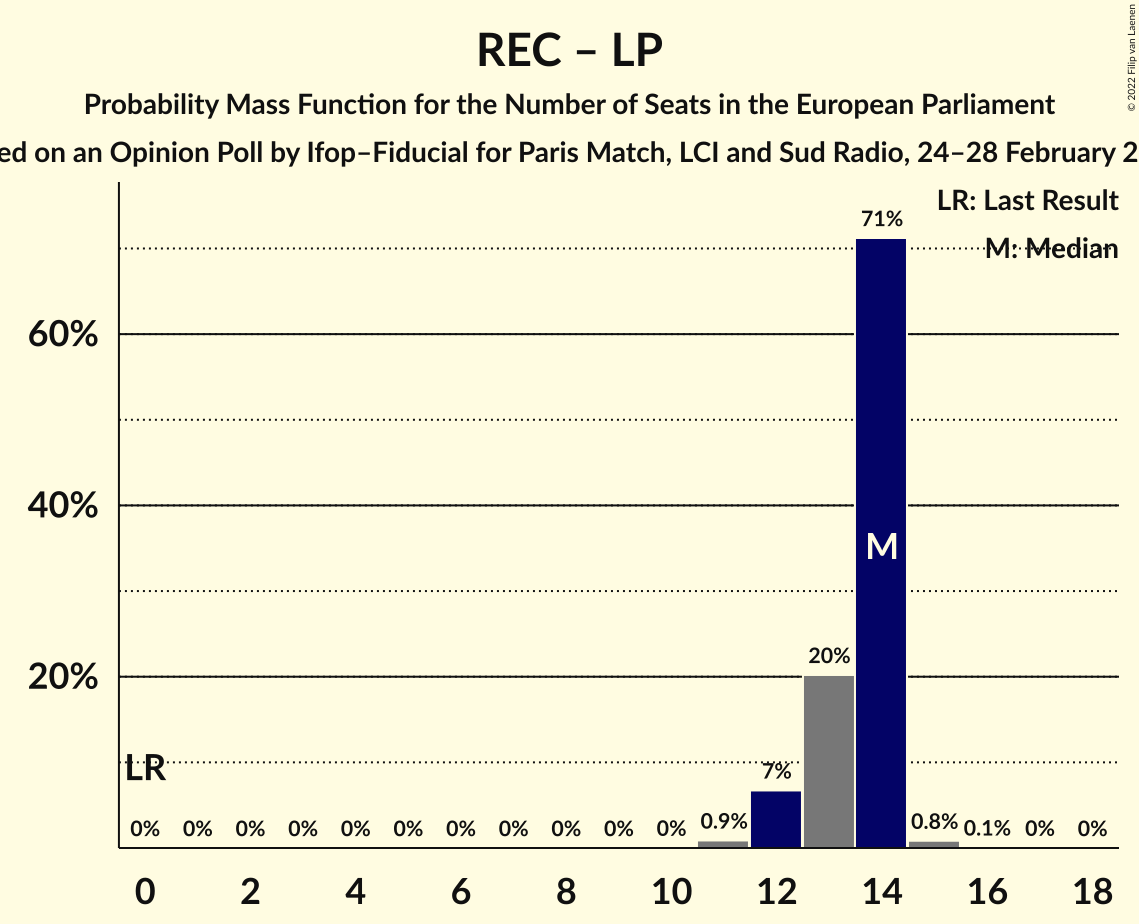 REC – LP
Probability Mass Function for the Number of Seats in the European Parliament
on an Opinion Poll by Ifop–Fiducial for Paris Match, LCI and Sud Radio, 24–28 February
© 2022 Filip van Laenen
LR: Last Result
M: Median
71%
60%
40%
M
20%
20%
LR
7%
0% 0% 0% 0% 0% 0% 0% 0% 0% 0% 0% 0.9% 0.8% 0.1% 0% 0%
0 2 4 6 8 10 12 14 16 18